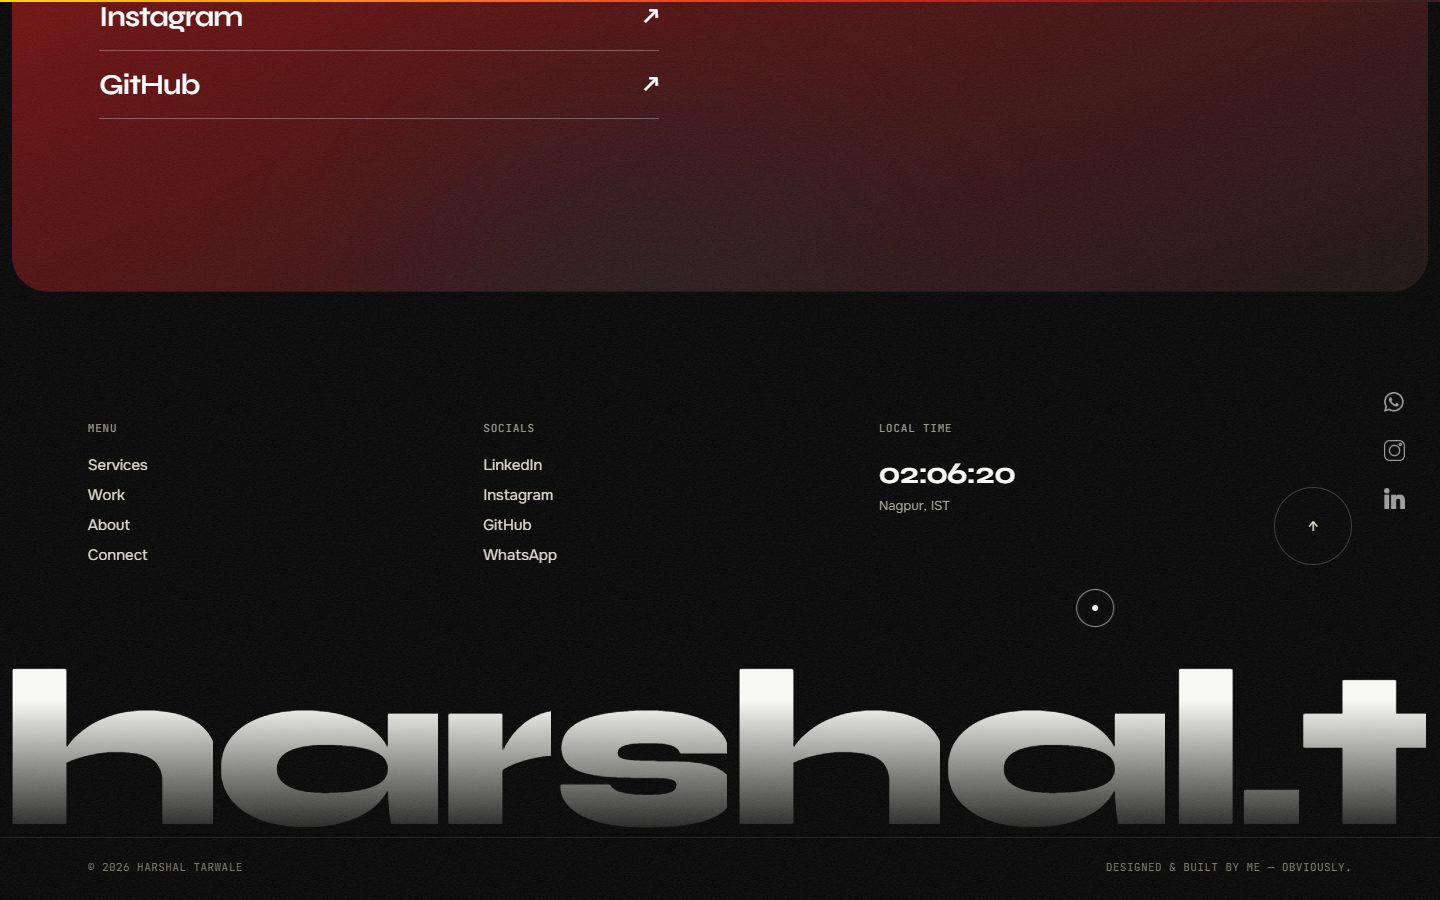 Instagram
GitHub
MENU
Services
Work
About
Connect
SOCIALS
LinkedIn
Instagram
GitHub
WhatsApp
LOCAL TIME
02:06:20
Nagpur, IST
in
harshal.t
© 2026 HARSHAL TARWALE
DESIGNED & BUILT BY ME — OBVIOUSLY.